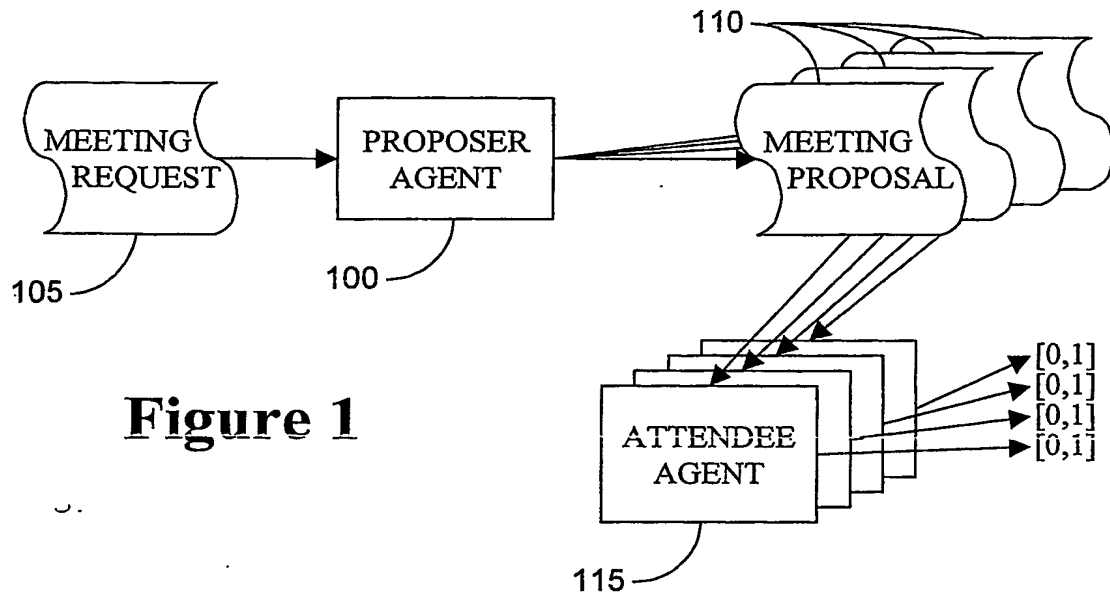 110
MEETING
REQUEST
PROPOSER
AGENT
MEETING
PROPOSAL
105
100
[0,1]
[0,1]
[0,1]
[0,1]
Figure 1
ATTENDEE
AGENT
115